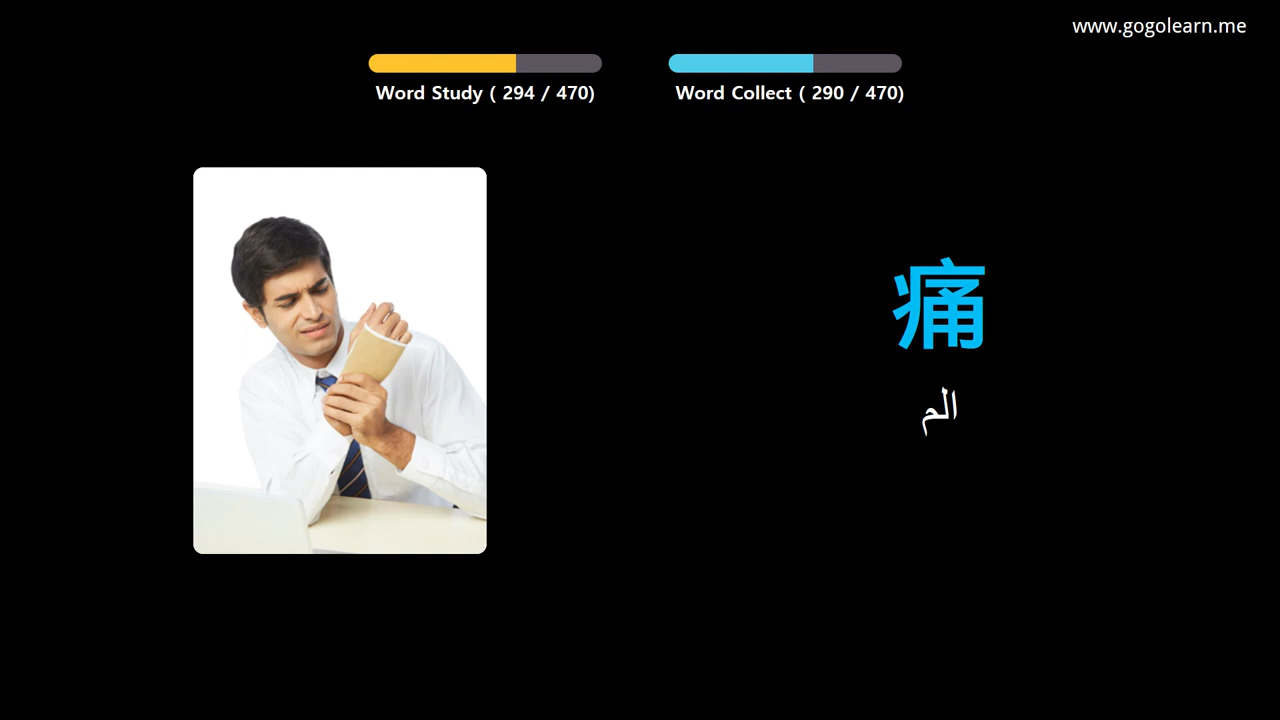 www.gogolearn.me
Word Study ( 294 / 470)
Word Collect ( 290 / 470)
痛
الم